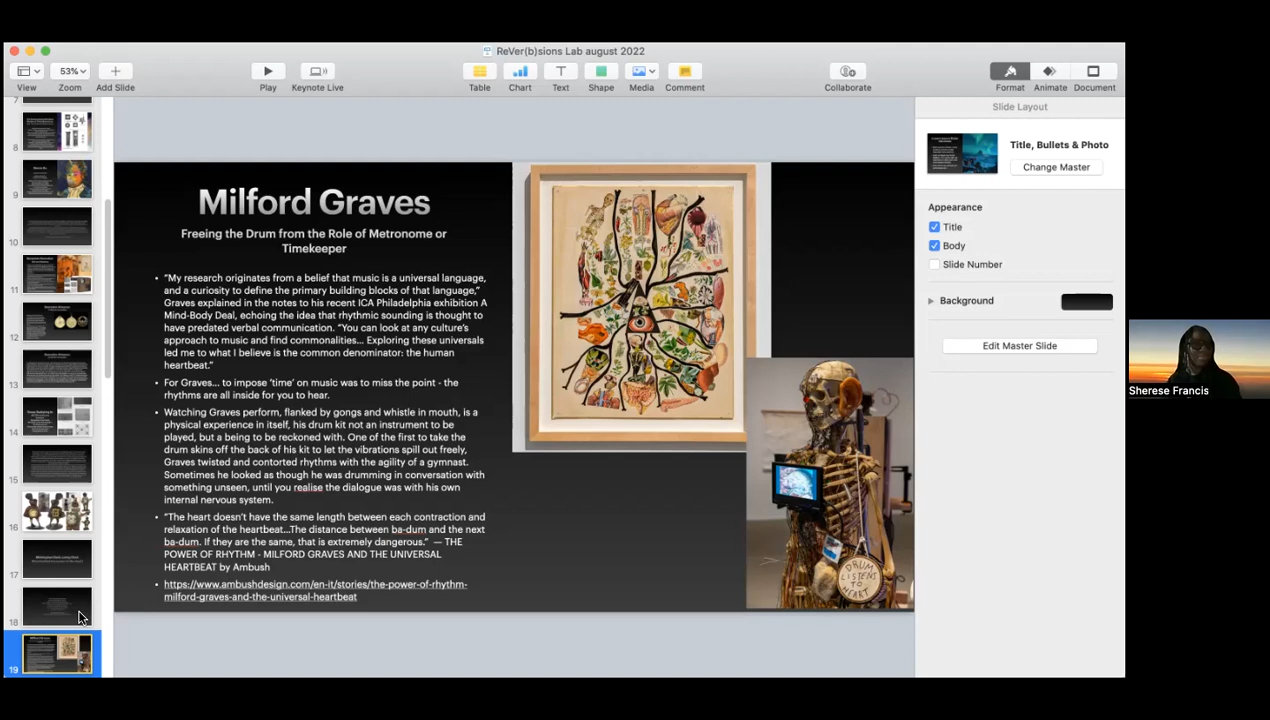 ReVer(b)sions Lab august 2022
53%
View
Zoom
Add Slide
Play
Keynote Live
Table
Chart
Text
Shape
Media
Comment
Collaborate
Format
Animate
Document
7
8
9
10
11
12
13
14
15
16
17
18
19
Milford Graves
Freeing the Drum from the Role of Metronome or
Timekeeper
• “My research originates from a belief that music is a universal language,
and a curiosity to define the primary building blocks of that language,”
Graves explained in the notes to his recent ICA Philadelphia exhibition A
Mind-Body Deal, echoing the idea that rhythmic sounding is thought to
have predated verbal communication. “You can look at any culture's
approach to music and find commonalities… Exploring these universals
led me to what I believe is the common denominator: the human
heartbeat.”
• For Graves… to impose ‘time’ on music was to miss the point - the
rhythms are all inside for you to hear.
• Watching Graves perform, flanked by gongs and whistle in mouth, is a
physical experience in itself, his drum kit not an instrument to be
played, but a being to be reckoned with. One of the first to take the
drum skins off the back of his kit to let the vibrations spill out freely,
Graves twisted and contorted rhythms with the agility of a gymnast.
Sometimes he looked as though he was drumming in conversation with
something unseen, until you realise the dialogue was with his own
internal nervous system.
• “The heart doesn’t have the same length between each contraction and
relaxation of the heartbeat…The distance between ba-dum and the next
ba-dum. If they are the same, that is extremely dangerous.” — THE
POWER OF RHYTHM - MILFORD GRAVES AND THE UNIVERSAL
HEARTBEAT by Ambush
• https://www.ambushdesign.com/en-it/stories/the-power-of-rhythm-
milford-graves-and-the-universal-heartbeat
DRUM
LISTENS
TO
HEART
Slide Layout
Title, Bullets & Photo
Change Master
Appearance
Title
Body
Slide Number
Background
Edit Master Slide
Sherese Francis